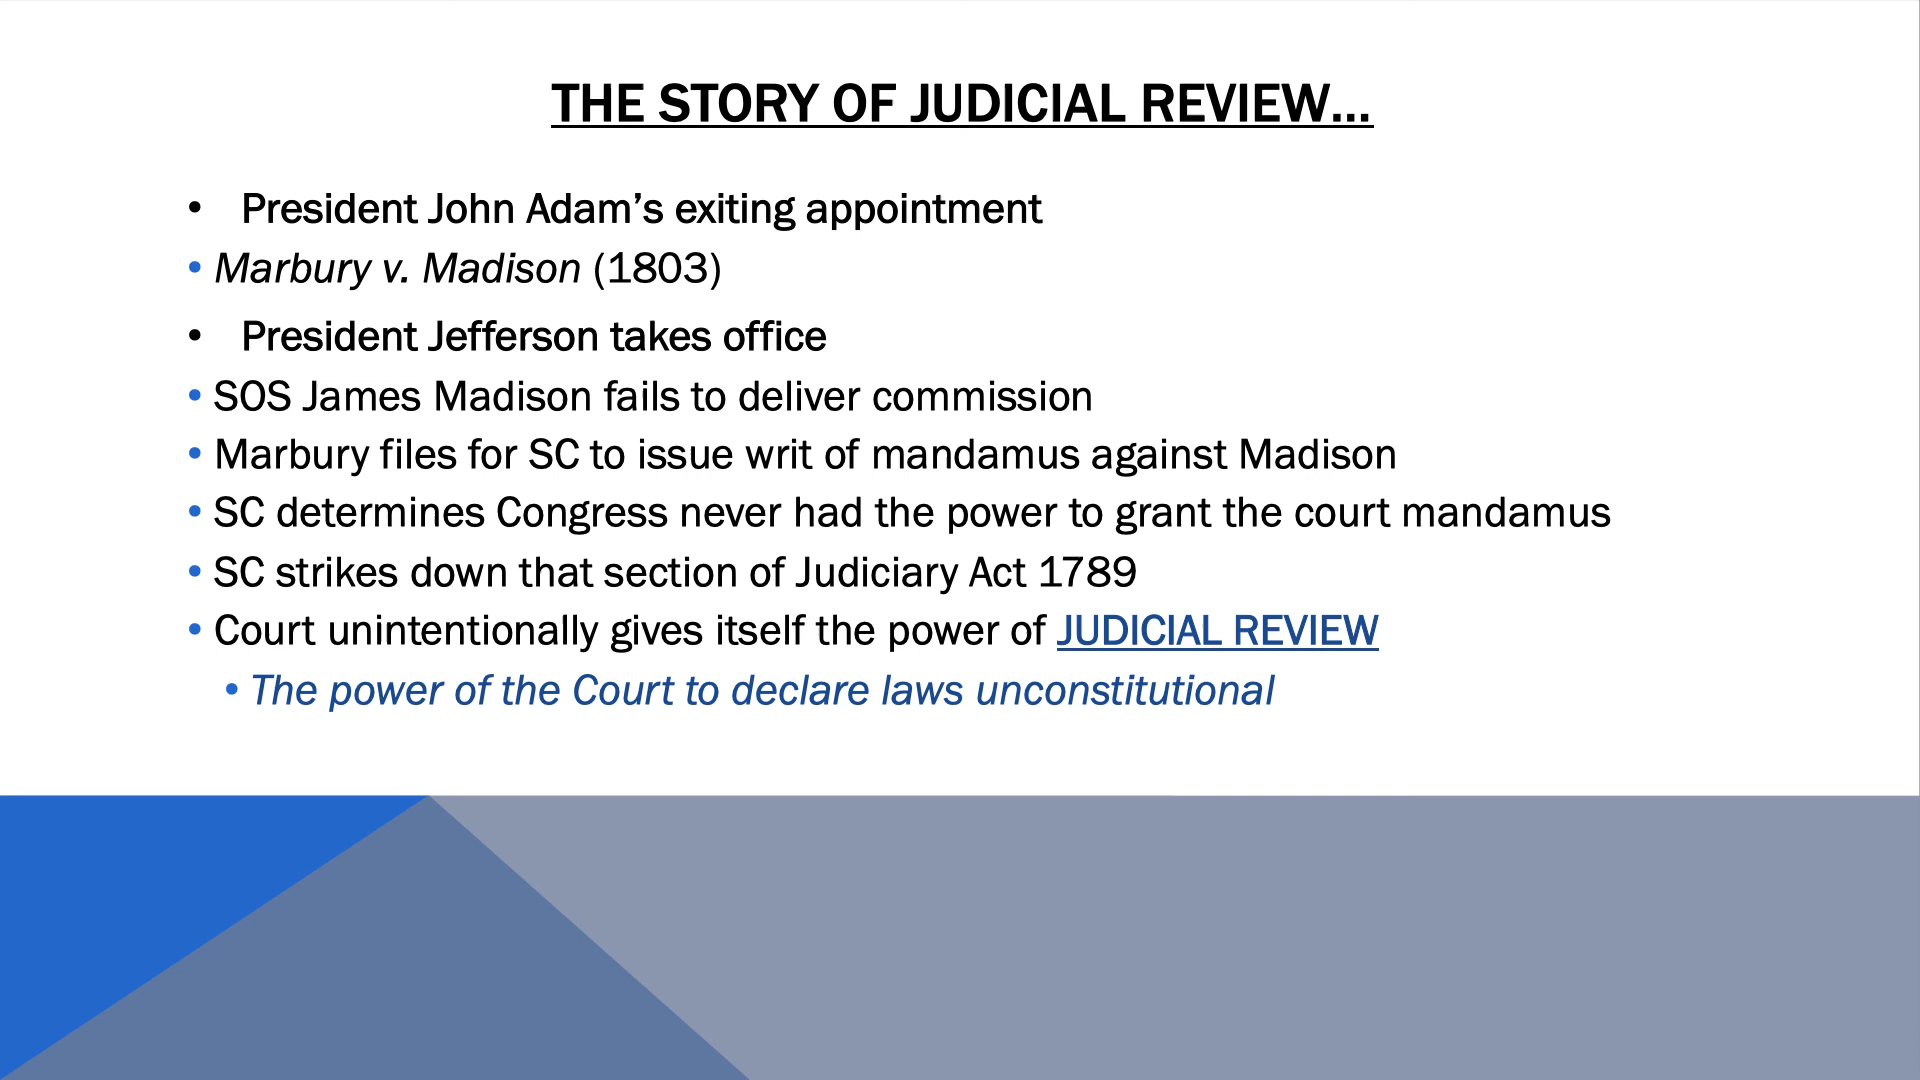 THE STORY OF JUDICIAL REVIEW...
• President John Adam’s exiting appointment
• Marbury v. Madison (1803)
• President Jefferson takes office
• SOS James Madison fails to deliver commission
• Marbury files for SC to issue writ of mandamus against Madison
• SC determines Congress never had the power to grant the court mandamus
• SC strikes down that section of Judiciary Act 1789
• Court unintentionally gives itself the power of JUDICIAL REVIEW
• The power of the Court to declare laws unconstitutional